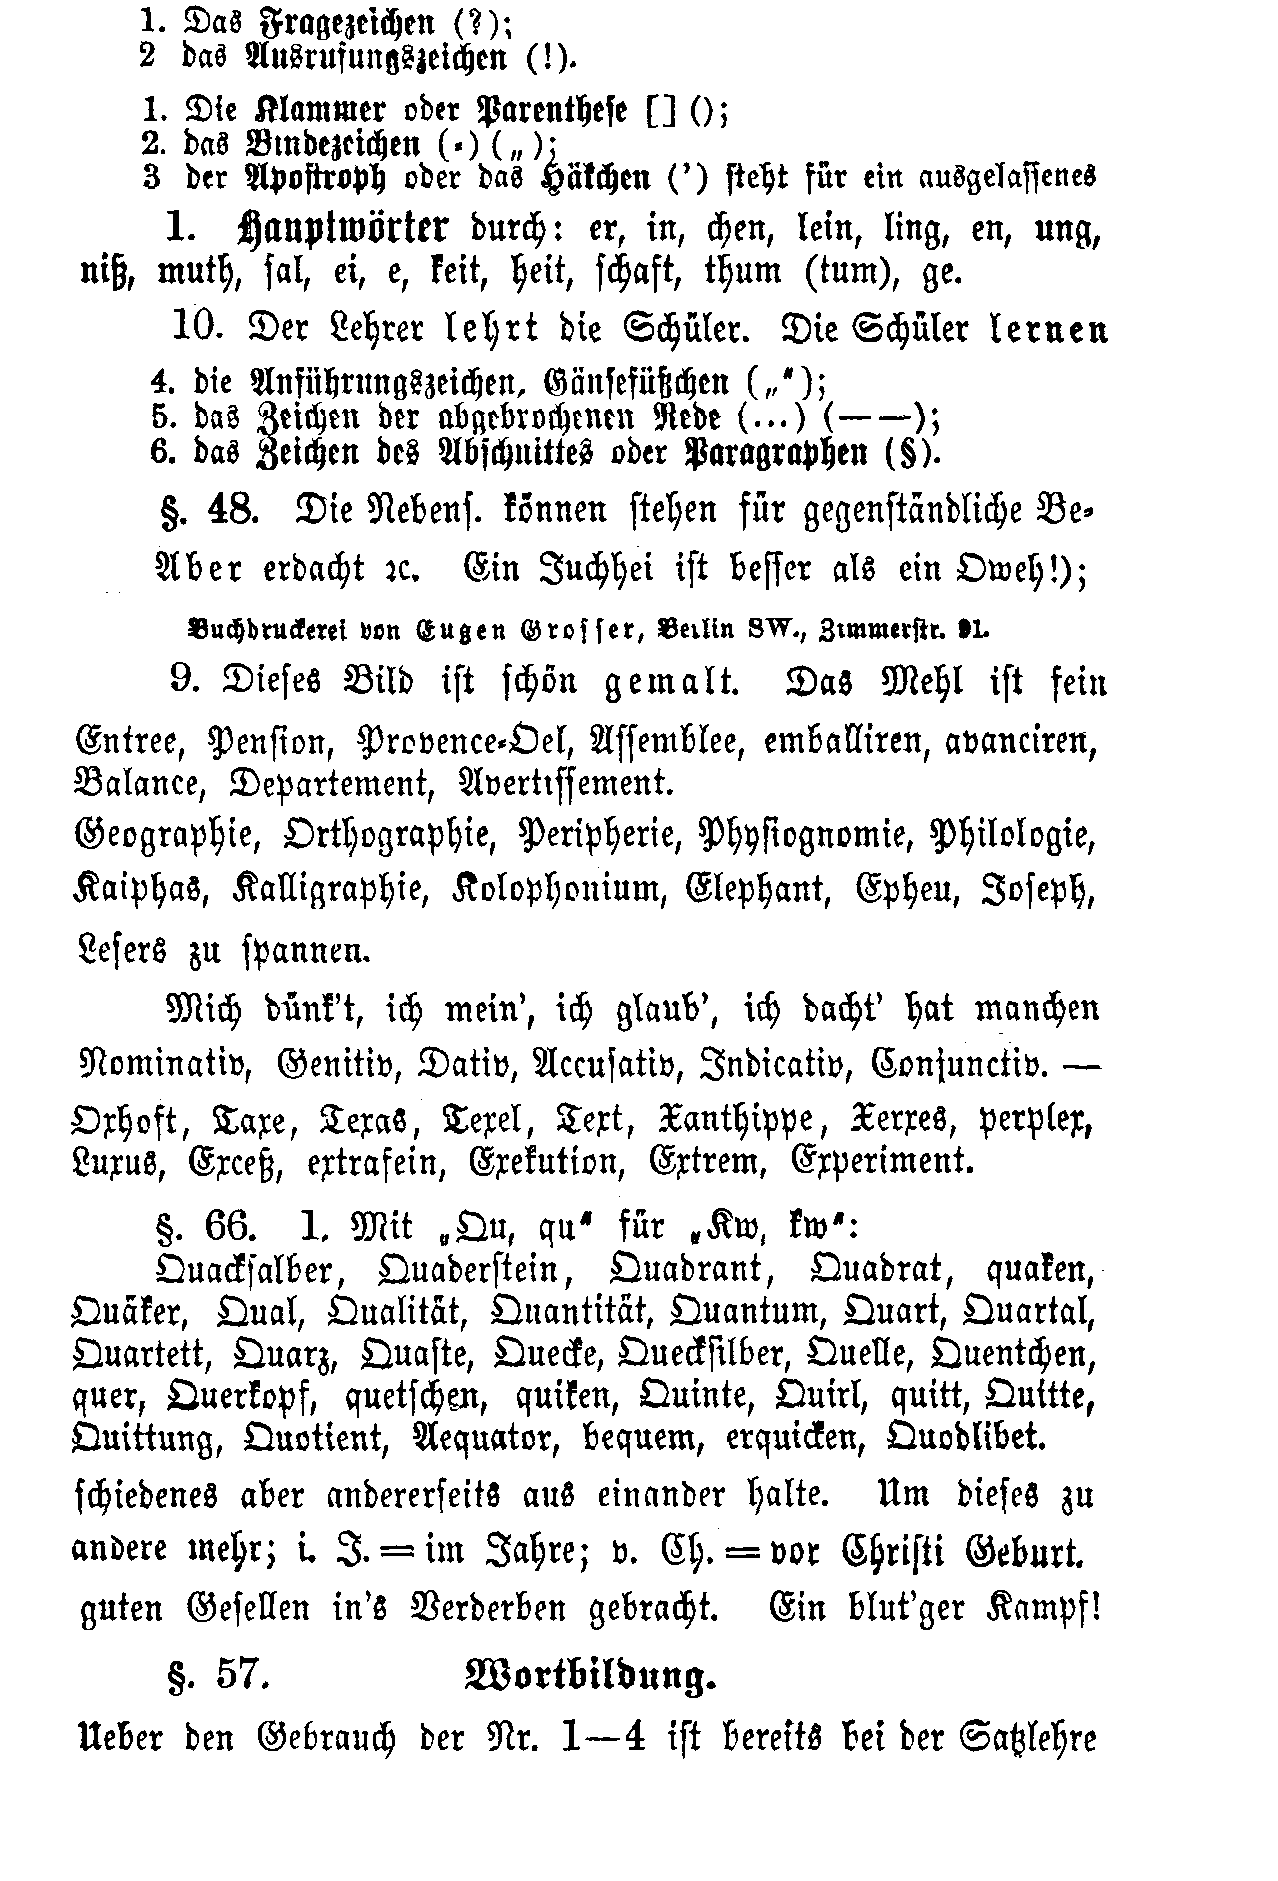 1. Das Fragezeichen (?);
2 das Ausrufungszeichen (!).
1. Die Klammer oder Parenthese [] ();
2. das Bindezeichen (-) („ );
3 der Apostroph oder das Häkchen (’) steht für ein ausgelassenes
1. Hauptwörter durch: er, in, chen, lein, ling, en, ung,
niß, muth, sal, ei, e, keit, heit, schaft, thum (tum), ge.
10. Der Lehrer lehrt die Schüler. Die Schüler lernen
4. die Anführungszeichen, Gänsefüßchen („“);
5. das Zeichen der abgebrochenen Rede (...) (— —);
6. das Zeichen des Abschnittes oder Paragraphen (§).
§. 48. Die Nebens. können stehen für gegenständliche Be-
Aber erdacht ꝛc. Ein Juchhei ist besser als ein Oweh!);
Buchdruckerei von Eugen Grosser, Berlin SW., Zimmerstr. 91.
9. Dieses Bild ist schön gemalt. Das Mehl ist fein
Entree, Pension, Provence-Oel, Assemblee, emballiren, avanciren,
Balance, Departement, Avertissement.
Geographie, Orthographie, Peripherie, Physiognomie, Philologie,
Kaiphas, Kalligraphie, Kolophonium, Elephant, Epheu, Joseph,
Lesers zu spannen.
Mich dünk’t, ich mein’, ich glaub’, ich dacht’ hat manchen
Nominativ, Genitiv, Dativ, Accusativ, Indicativ, Conjunctiv. —
Oxhoft, Taxe, Texas, Texel, Text, Xanthippe, Xerxes, perplex,
Luxus, Exceß, extrafein, Exekution, Extrem, Experiment.
§. 66. 1. Mit „Qu, qu“ für „Kw, kw“:
Quacksalber, Quaderstein, Quadrant, Quadrat, quaken,
Quäker, Qual, Qualität, Quantität, Quantum, Quart, Quartal,
Quartett, Quarz, Quaste, Quecke, Quecksilber, Quelle, Quentchen,
quer, Querkopf, quetschen, quiken, Quinte, Quirl, quitt, Quitte,
Quittung, Quotient, Aequator, bequem, erquicken, Quodlibet.
schiedenes aber andererseits aus einander halte. Um dieses zu
andere mehr; i. J. = im Jahre; v. Ch. = vor Christi Geburt.
guten Gesellen in’s Verderben gebracht. Ein blut’ger Kampf!
§. 57. Wortbildung.
Ueber den Gebrauch der Nr. 1—4 ist bereits bei der Satzlehre